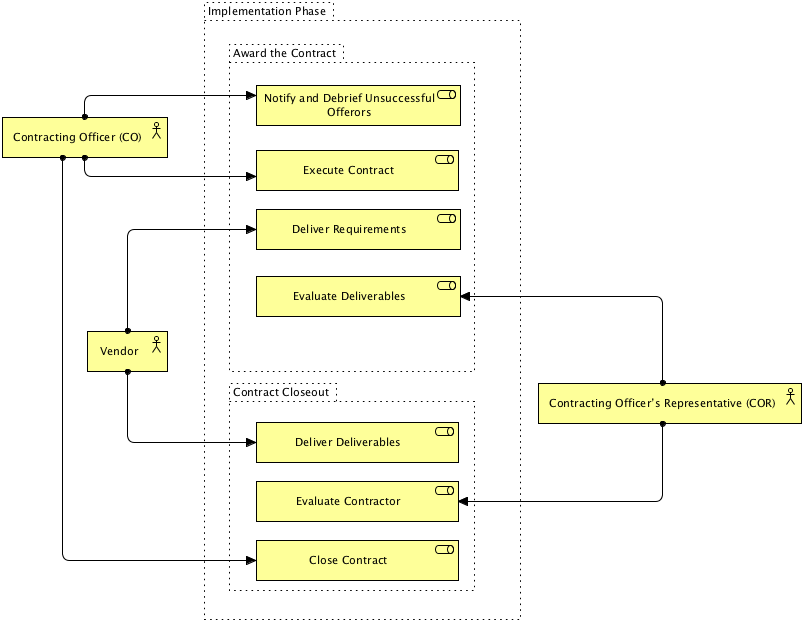 Implementation Phase
Award the Contract
Notify and Debrief Unsuccessful
Offerors
Contracting Officer (CO)
Execute Contract
Deliver Requirements
Evaluate Deliverables
Vendor
Contract Closeout
Contracting Officer's Representative (COR)
Deliver Deliverables
Evaluate Contractor
Close Contract